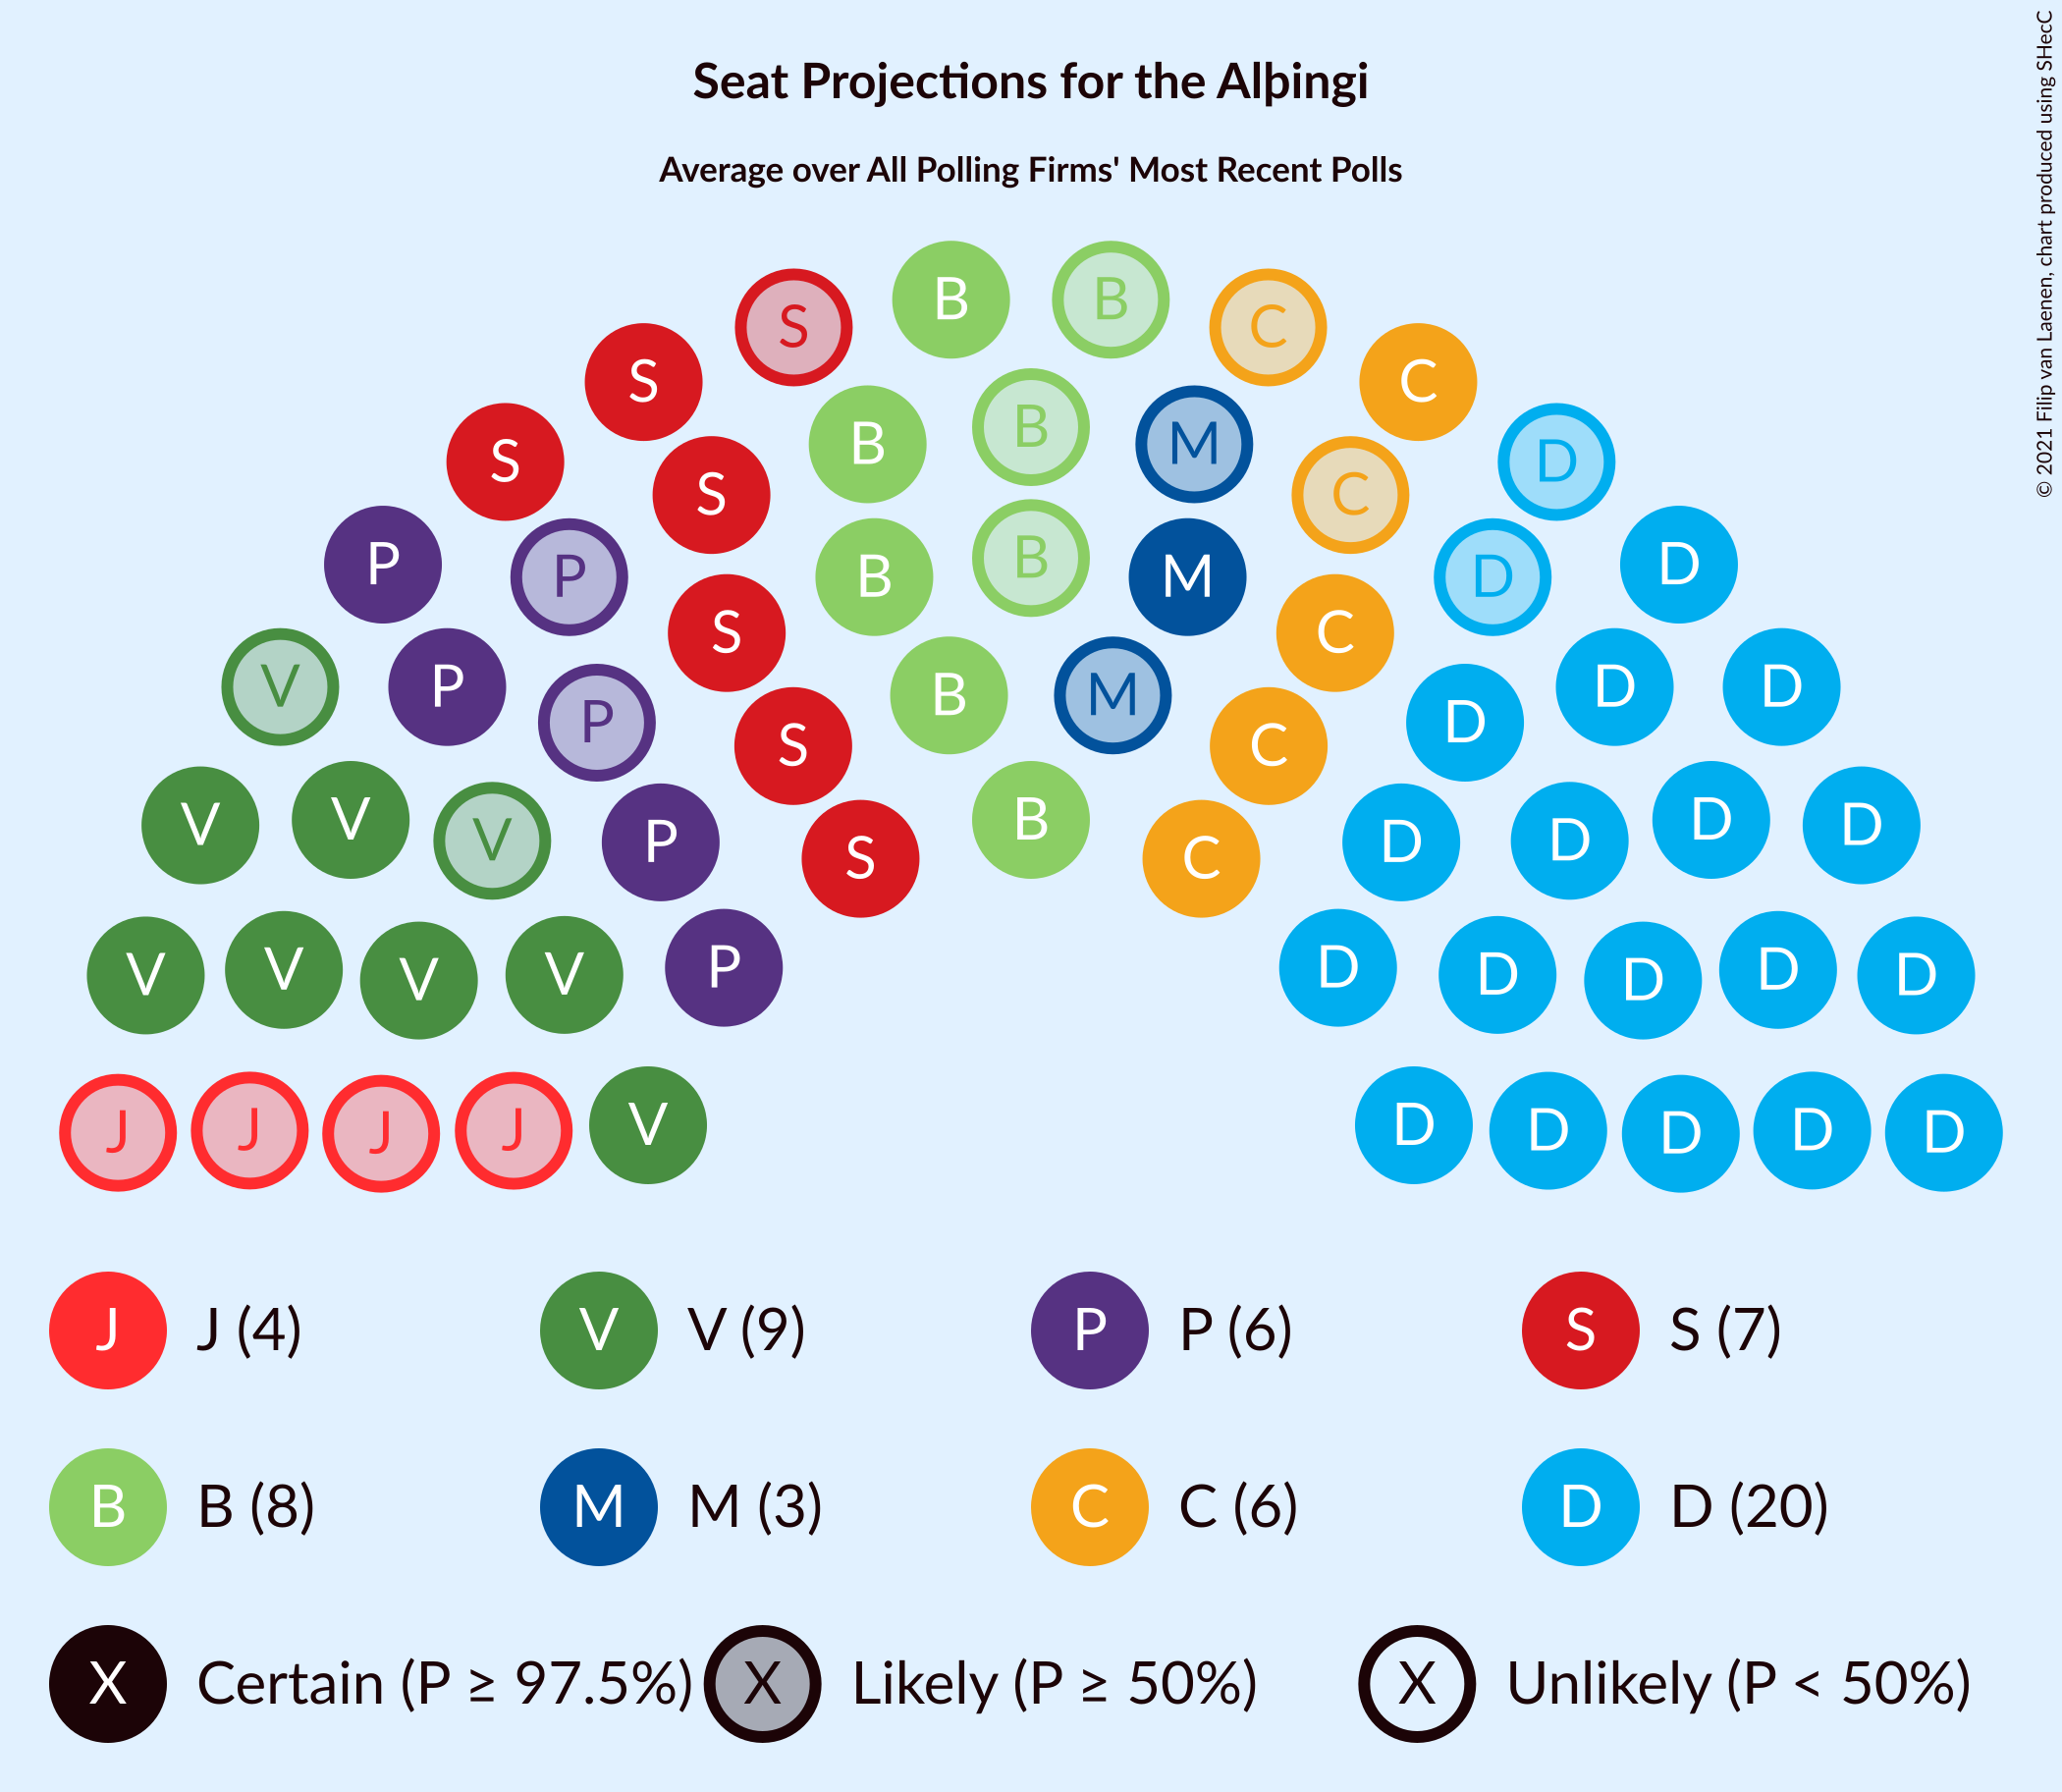 Seat Projections for the Alþingi
Average over All Polling Firms' Most Recent Polls
© 2021 Filip van Laenen, chart produced using SHecC
B B
S C
S C
B M
B
S D
S C
P D
B
P B M D
S C
V P D D
B M
P D
S C
V V D D
B
V P D D
S C
V V V V P D D D D D
J J J J V D D D D D
J J (4) V V (9) P P (6) S S (7)
B B (8) M M (3) C C (6) D D (20)
X Certain (P ≥ 97.5%) X Likely (P ≥ 50%) X Unlikely (P < 50%)